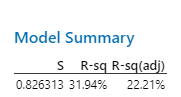 Model Summary
S R-sq R-sq(adj)
0.826313 31.94% 22.21%